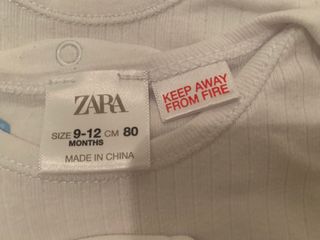 ZARA
SIZE 9-12 CM 80
MONTHS
MADE IN CHINA
KEEP AWAY
FROM FIRE